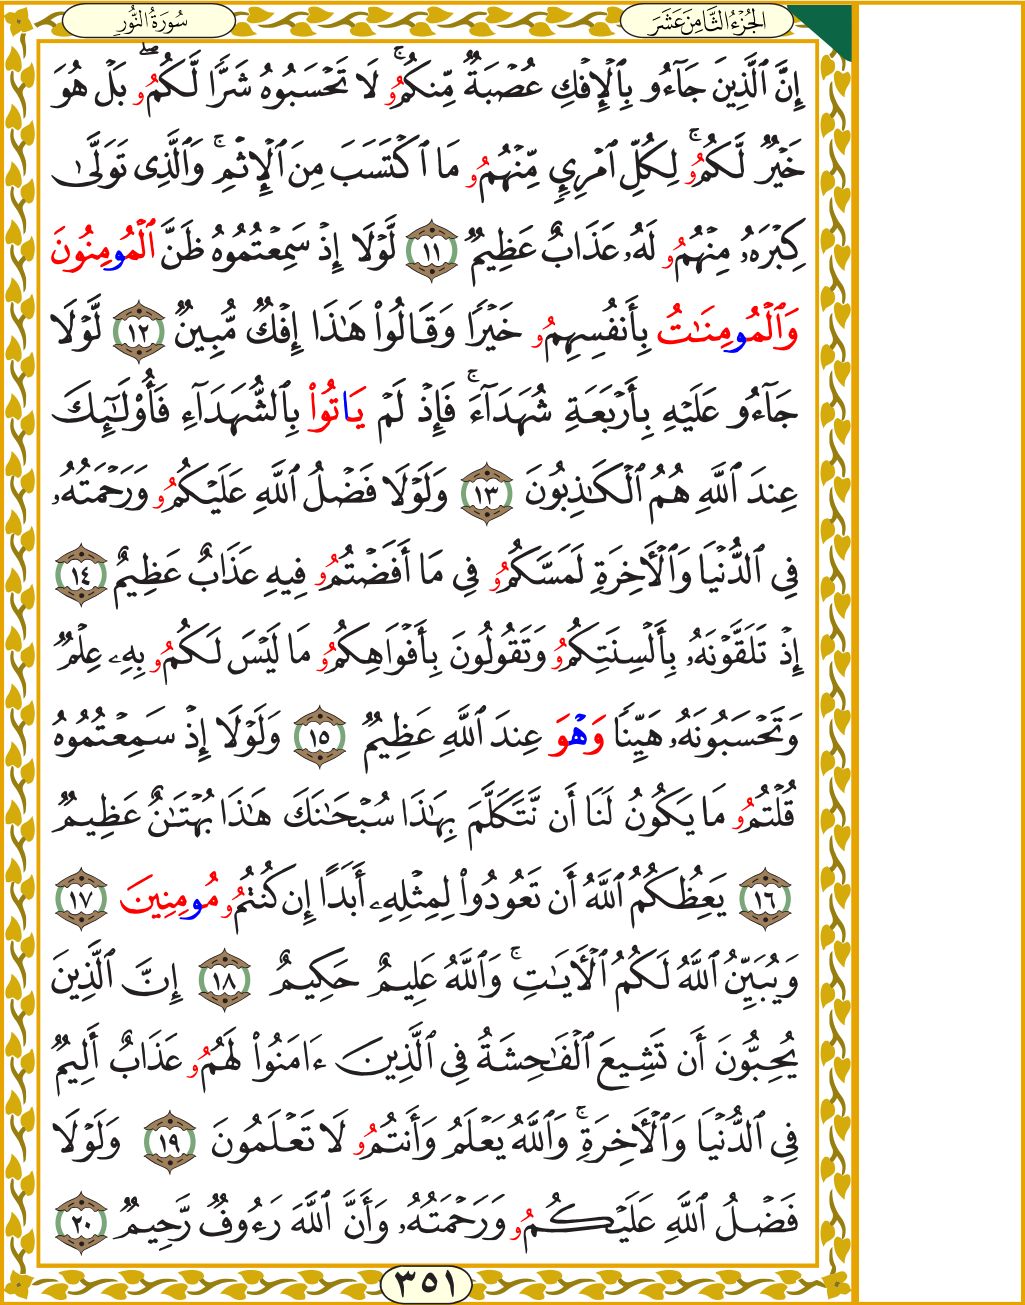 الجُزْءُ الثَّامِنَ عَشَرَ
سُورَةُ النُّورِ
إِنَّ ٱلَّذِينَ جَآءُو بِٱلْإِفْكِ عُصْبَةٌ مِّنكُمُۥۚ لَا تَحْسَبُوهُ شَرًّا لَّكُمُۥۖ بَلْ هُوَ
خَيْرٌ لَّكُمُۥۚ لِكُلِّ ٱمْرِيٍٕ مِّنْهُمُۥ مَا ٱكْتَسَبَ مِنَ ٱلْإِثْمِۚ وَٱلَّذِى تَوَلَّىٰ
كِبْرَهُۥ مِنْهُمُۥ لَهُۥ عَذَابٌ عَظِيمٌ ١١ لَّوْلَا إِذْ سَمِعْتُمُوهُ ظَنَّ ٱلْمُومِنُونَ
وَٱلْمُومِنَـٰتُ بِأَنفُسِهِمُۥ خَيْرًا وَقَالُوا۟ هَـٰذَا إِفْكٌ مُّبِينٌ ١٢ لَّوْلَا
جَآءُو عَلَيْهِ بِأَرْبَعَةِ شُهَدَآءَۚ فَإِذْ لَمْ يَاتُوا۟ بِٱلشُّهَدَآءِ فَأُو۟لَـٰٓئِكَ
عِندَ ٱللَّهِ هُمُ ٱلْكَـٰذِبُونَ ١٣ وَلَوْلَا فَضْلُ ٱللَّهِ عَلَيْكُمُۥ وَرَحْمَتُهُۥ
فِى ٱلدُّنْيَا وَٱلْـَٔاخِرَةِ لَمَسَّكُمُۥ فِى مَا أَفَضْتُمُۥ فِيهِ عَذَابٌ عَظِيمٌ ١٤
إِذْ تَلَقَّوْنَهُۥ بِأَلْسِنَتِكُمُۥ وَتَقُولُونَ بِأَفْوَاهِكُمُۥ مَا لَيْسَ لَكُمُۥ بِهِۦ عِلْمٌ
وَتَحْسَبُونَهُۥ هَيِّنًا وَهْوَ عِندَ ٱللَّهِ عَظِيمٌ ١٥ وَلَوْلَا إِذْ سَمِعْتُمُوهُ
قُلْتُمُۥ مَا يَكُونُ لَنَا أَن نَّتَكَلَّمَ بِهَـٰذَا سُبْحَـٰنَكَ هَـٰذَا بُهْتَـٰنٌ عَظِيمٌ
١٦ يَعِظُكُمُ ٱللَّهُ أَن تَعُودُوا۟ لِمِثْلِهِۦ أَبَدًا إِن كُنتُمُۥ مُومِنِينَ ١٧
وَيُبَيِّنُ ٱللَّهُ لَكُمُ ٱلْـَٔايَـٰتِۚ وَٱللَّهُ عَلِيمٌ حَكِيمٌ ١٨ إِنَّ ٱلَّذِينَ
يُحِبُّونَ أَن تَشِيعَ ٱلْفَـٰحِشَةُ فِى ٱلَّذِينَ ءَامَنُوا۟ لَهُمُۥ عَذَابٌ أَلِيمٌ
فِى ٱلدُّنْيَا وَٱلْـَٔاخِرَةِۚ وَٱللَّهُ يَعْلَمُ وَأَنتُمُۥ لَا تَعْلَمُونَ ١٩ وَلَوْلَا
فَضْلُ ٱللَّهِ عَلَيْكُمُۥ وَرَحْمَتُهُۥ وَأَنَّ ٱللَّهَ رَءُوفٌ رَّحِيمٌ ٢٠
٣٥١